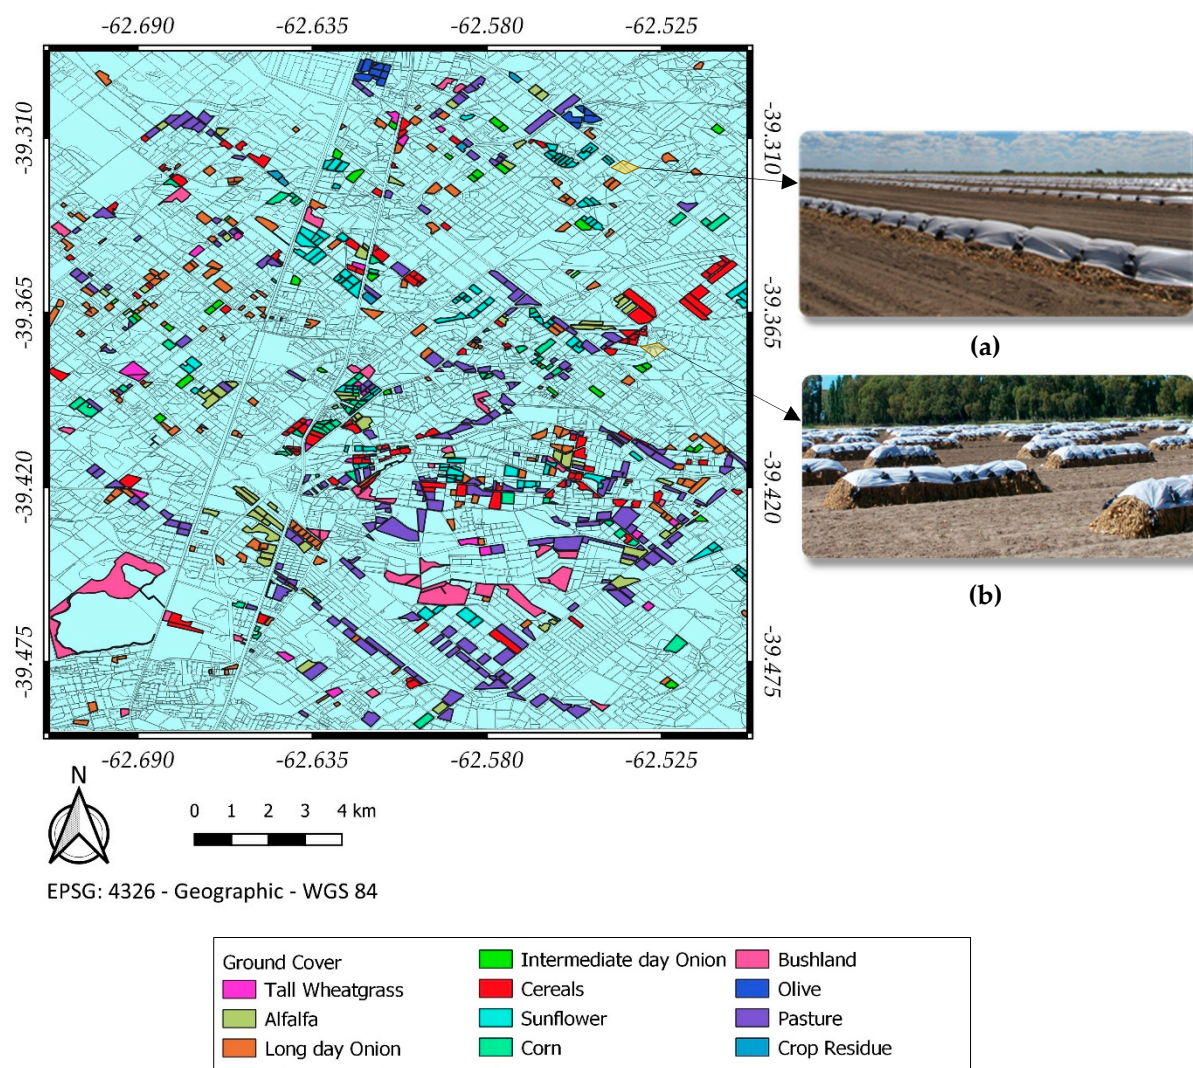 -62.690 -62.635 -62.580 -62.525
-39.310 -39.310
-39.365 -39.365
(a)
-39.420 -39.420
(b)
-39.475 -39.475
-62.690 -62.635 -62.580 -62.525
N
0 1 2 3 4 km
EPSG: 4326 - Geographic - WGS 84
Ground Cover
Tall Wheatgrass
Alfalfa
Long day Onion
Intermediate day Onion
Cereals
Sunflower
Corn
Bushland
Olive
Pasture
Crop Residue